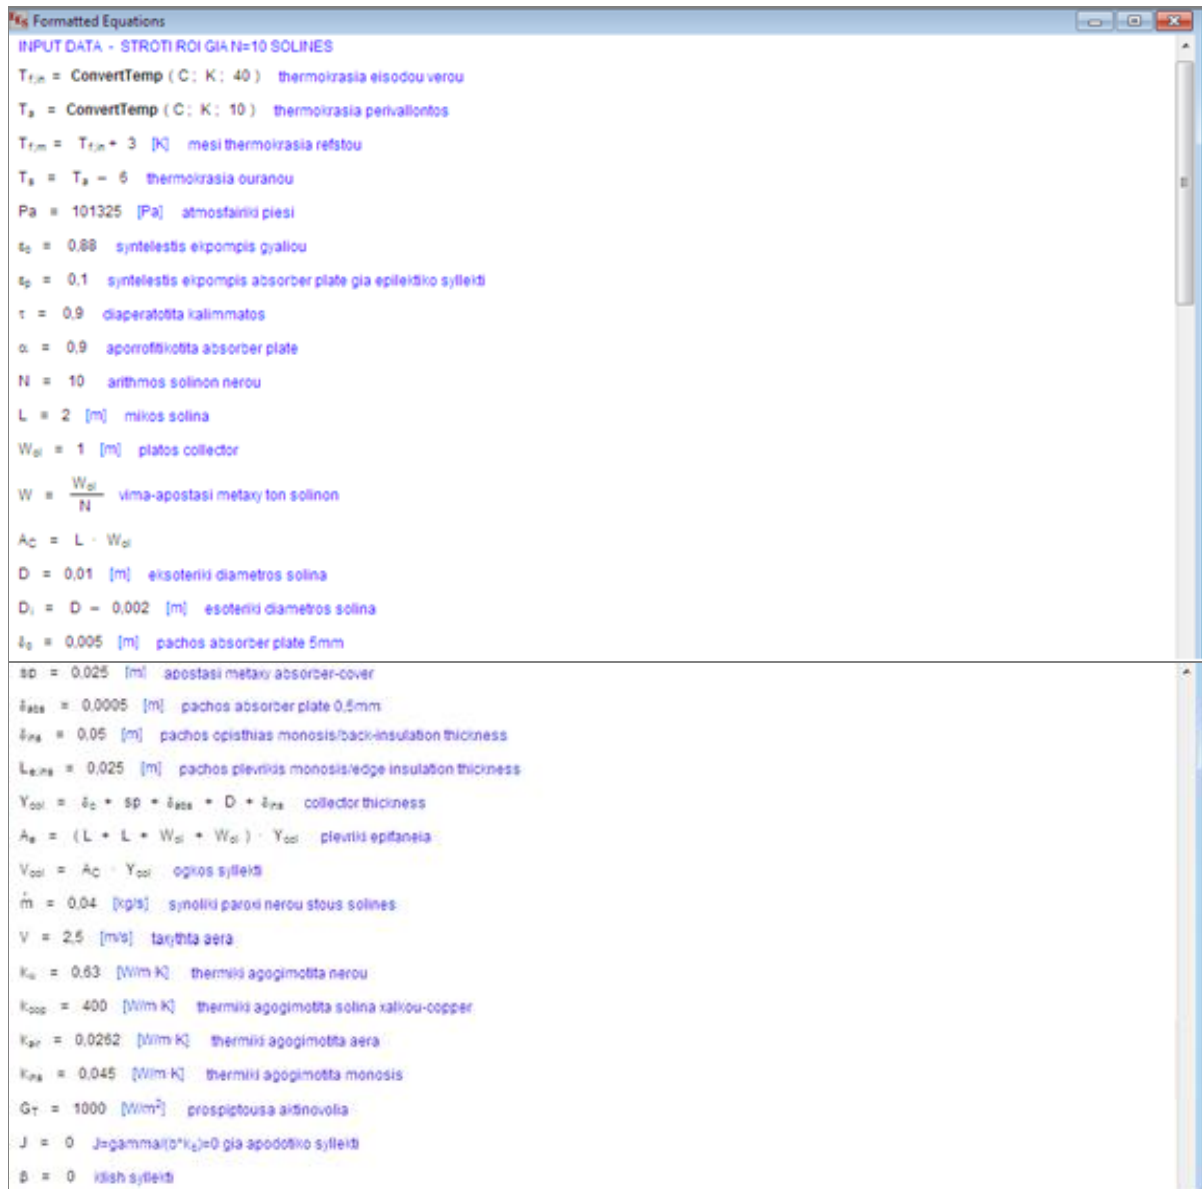 Formatted Equations
INPUT DATA - STROTI ROI GIA N=10 SOLINES
T_f,in = ConvertTemp ( C ; K ; 40 ) thermokrasia eisodou verou
T_a = ConvertTemp ( C ; K ; 10 ) thermokrasia perivallontos
T_f,m = T_f,in + 3 [K] mesi thermokrasia refstou
T_s = T_a – 6 thermokrasia ouranou
Pa = 101325 [Pa] atmosfairiki piesi
ε_c = 0,88 syntelestis ekpompis gyaliou
ε_p = 0,1 syntelestis ekpompis absorber plate gia epilektiko syllekti
τ = 0,9 diaperatotita kalimmatos
α = 0,9 aporrofitikotita absorber plate
N = 10 arithmos solinon nerou
L = 2 [m] mikos solina
W_ol = 1 [m] platos collector
W = W_ol / N vima-apostasi metaxy ton solinon
A_C = L · W_ol
D = 0,01 [m] eksoteriki diametros solina
D_i = D – 0,002 [m] esoteriki diametros solina
δ_c = 0,005 [m] pachos absorber plate 5mm
sp = 0,025 [m] apostasi metaxy absorber-cover
δ_abs = 0,0005 [m] pachos absorber plate 0,5mm
δ_ins = 0,05 [m] pachos opisthias monosis/back-insulation thickness
L_e,ins = 0,025 [m] pachos plevrikis monosis/edge insulation thickness
Y_col = δ_c + sp + δ_abs + D + δ_ins collector thickness
A_e = ( L + L + W_ol + W_ol ) · Y_col plevriki epifaneia
V_col = A_C · Y_col ogkos syllekti
ṁ = 0,04 [kg/s] synoliki paroxi nerou stous solines
V = 2,5 [m/s] taxythta aera
= 0,63 [W/m·K] thermiki agogimotita nerou
k_cop = 400 [W/m·K] thermiki agogimotita solina xalkou-copper
k_air = 0,0262 [W/m·K] thermiki agogimotita aera
k_ins = 0,045 [W/m·K] thermiki agogimotita monosis
G_T = 1000 [W/m²] prospiptousa aktinovolia
J = 0 J=gamma/(b*k_s)=0 gia apodotiko syllekti
β = 0 klish syllekti